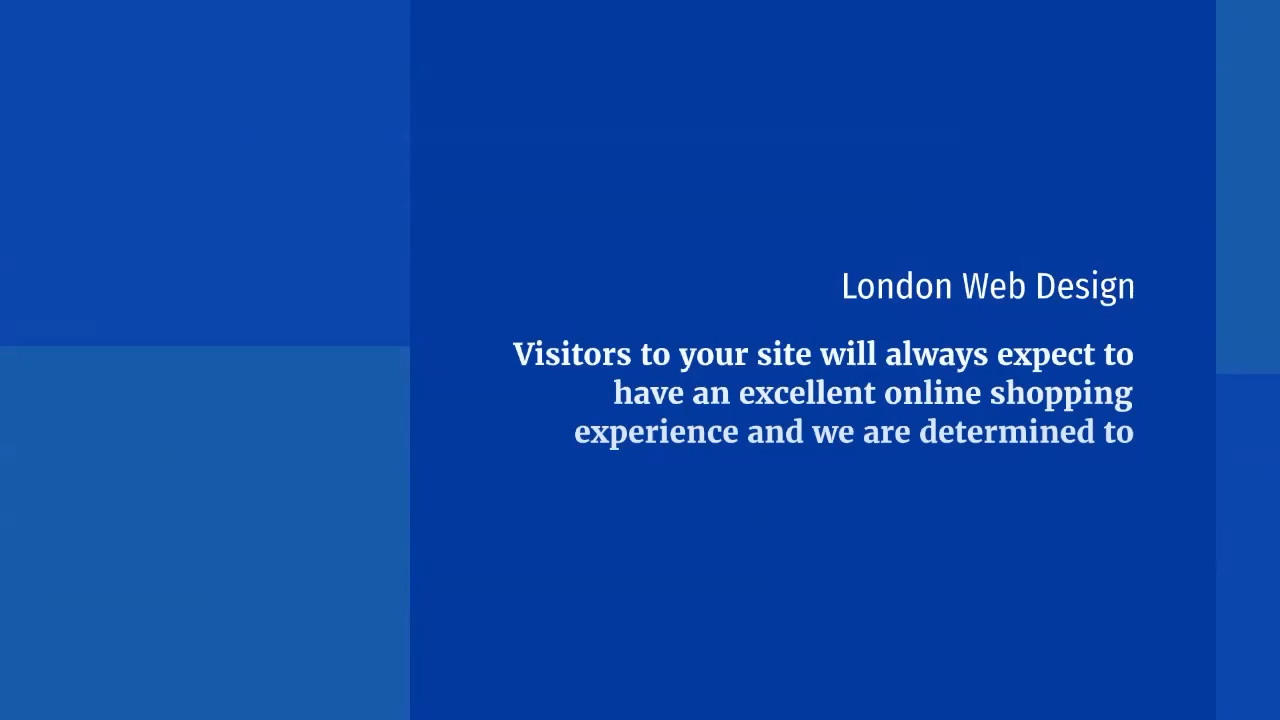 London Web Design
Visitors to your site will always expect to
have an excellent online shopping
experience and we are determined to